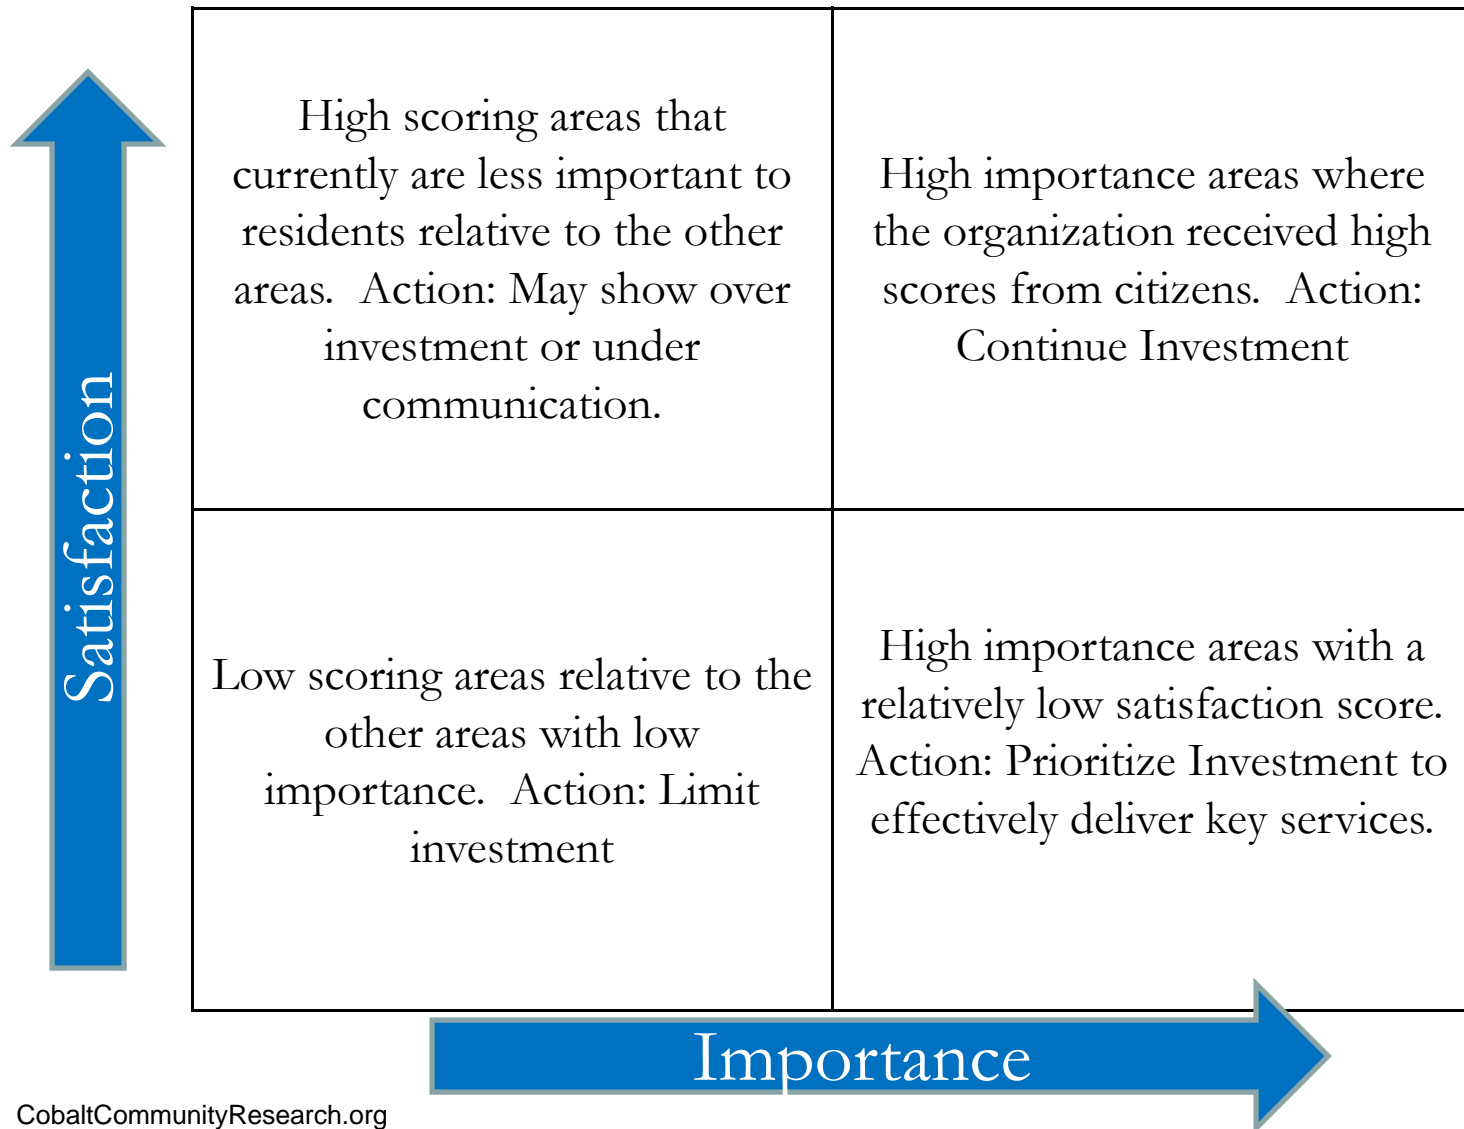 High scoring areas that
currently are less important to
residents relative to the other
areas.  Action: May show over
investment or under
communication.
High importance areas where
the organization received high
scores from citizens.  Action:
Continue Investment
Satisfaction
Low scoring areas relative to the
other areas with low
importance.  Action: Limit
investment
High importance areas with a
relatively low satisfaction score.
Action: Prioritize Investment to
effectively deliver key services.
Importance
CobaltCommunityResearch.org